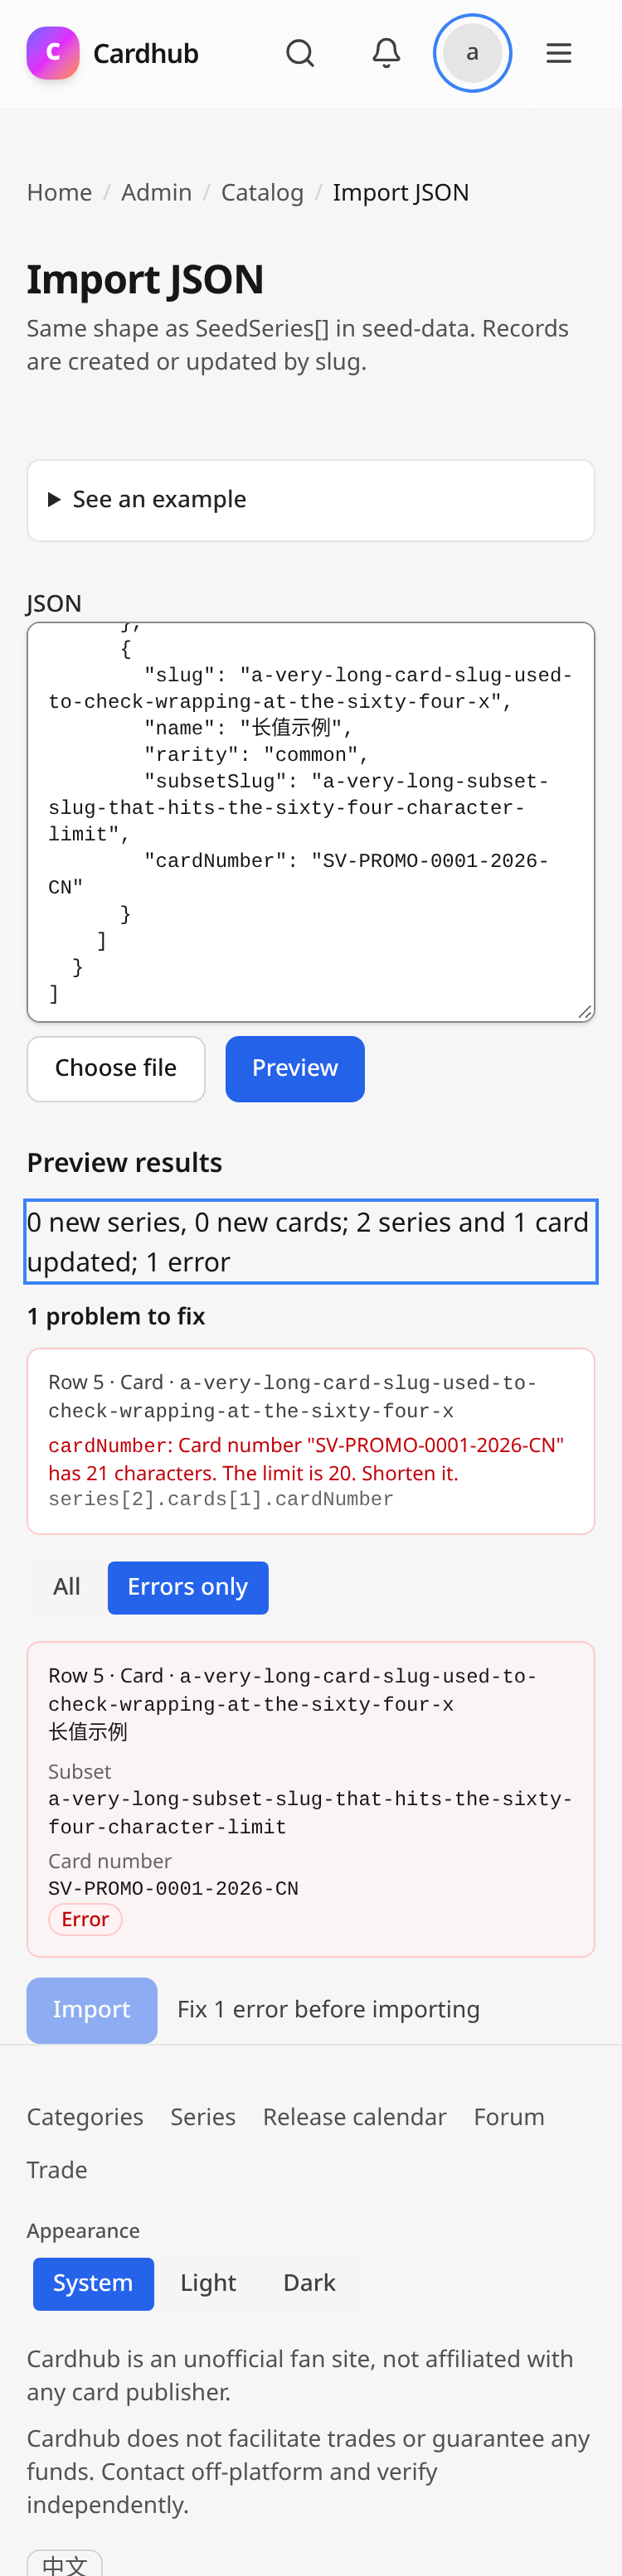 C Cardhub a
Home / Admin / Catalog / Import JSON
Import JSON
Same shape as SeedSeries[] in seed-data. Records
are created or updated by slug.
▶ See an example
JSON
},
{
"slug": "a-very-long-card-slug-used-
to-check-wrapping-at-the-sixty-four-x",
"name": "长值示例",
"rarity": "common",
"subsetSlug": "a-very-long-subset-
slug-that-hits-the-sixty-four-character-
limit",
"cardNumber": "SV-PROMO-0001-2026-
CN"
}
]
}
]
Choose file Preview
Preview results
0 new series, 0 new cards; 2 series and 1 card
updated; 1 error
1 problem to fix
Row 5 · Card · a-very-long-card-slug-used-to-
check-wrapping-at-the-sixty-four-x
cardNumber: Card number "SV-PROMO-0001-2026-CN"
has 21 characters. The limit is 20. Shorten it.
series[2].cards[1].cardNumber
All Errors only
Row 5 · Card · a-very-long-card-slug-used-to-
check-wrapping-at-the-sixty-four-x
长值示例
Subset
a-very-long-subset-slug-that-hits-the-sixty-
four-character-limit
Card number
SV-PROMO-0001-2026-CN
Error
Import Fix 1 error before importing
Categories Series Release calendar Forum
Trade
Appearance
System Light Dark
Cardhub is an unofficial fan site, not affiliated with
any card publisher.
Cardhub does not facilitate trades or guarantee any
funds. Contact off-platform and verify
independently.
中文